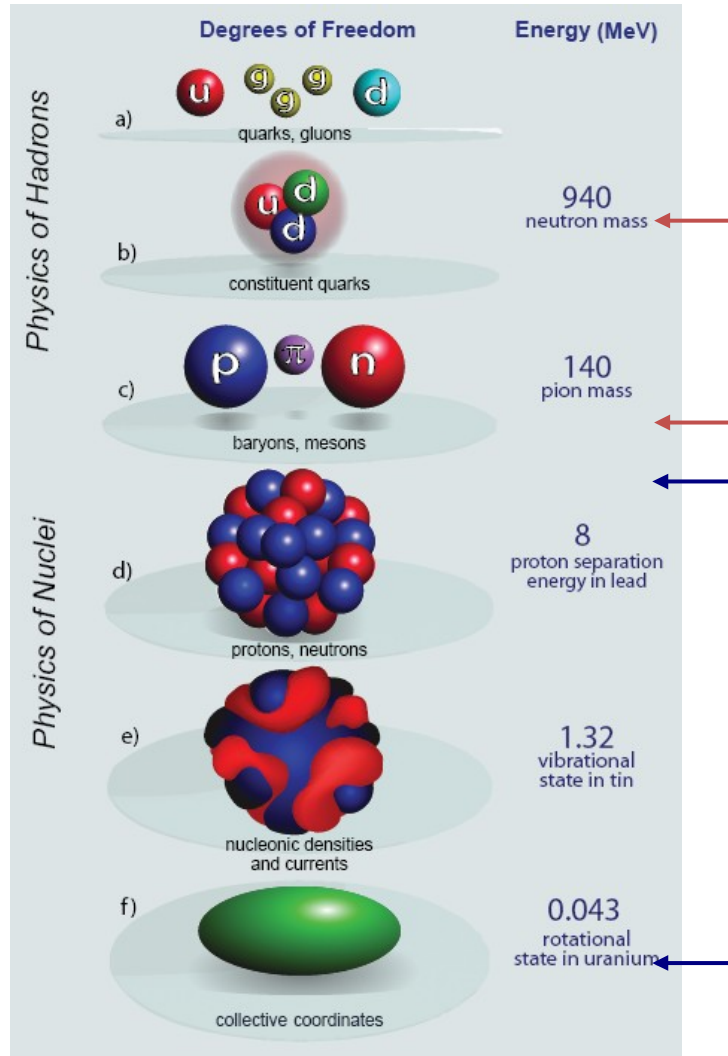 Degrees of Freedom
Energy (MeV)
Physics of Hadrons
u g g g d
a)
quarks, gluons
u d d
b)
constituent quarks
940
neutron mass
p π n
c)
baryons, mesons
140
pion mass
Physics of Nuclei
d)
protons, neutrons
8
proton separation
energy in lead
e)
nucleonic densities
and currents
1.32
vibrational
state in tin
f)
collective coordinates
0.043
rotational
state in uranium